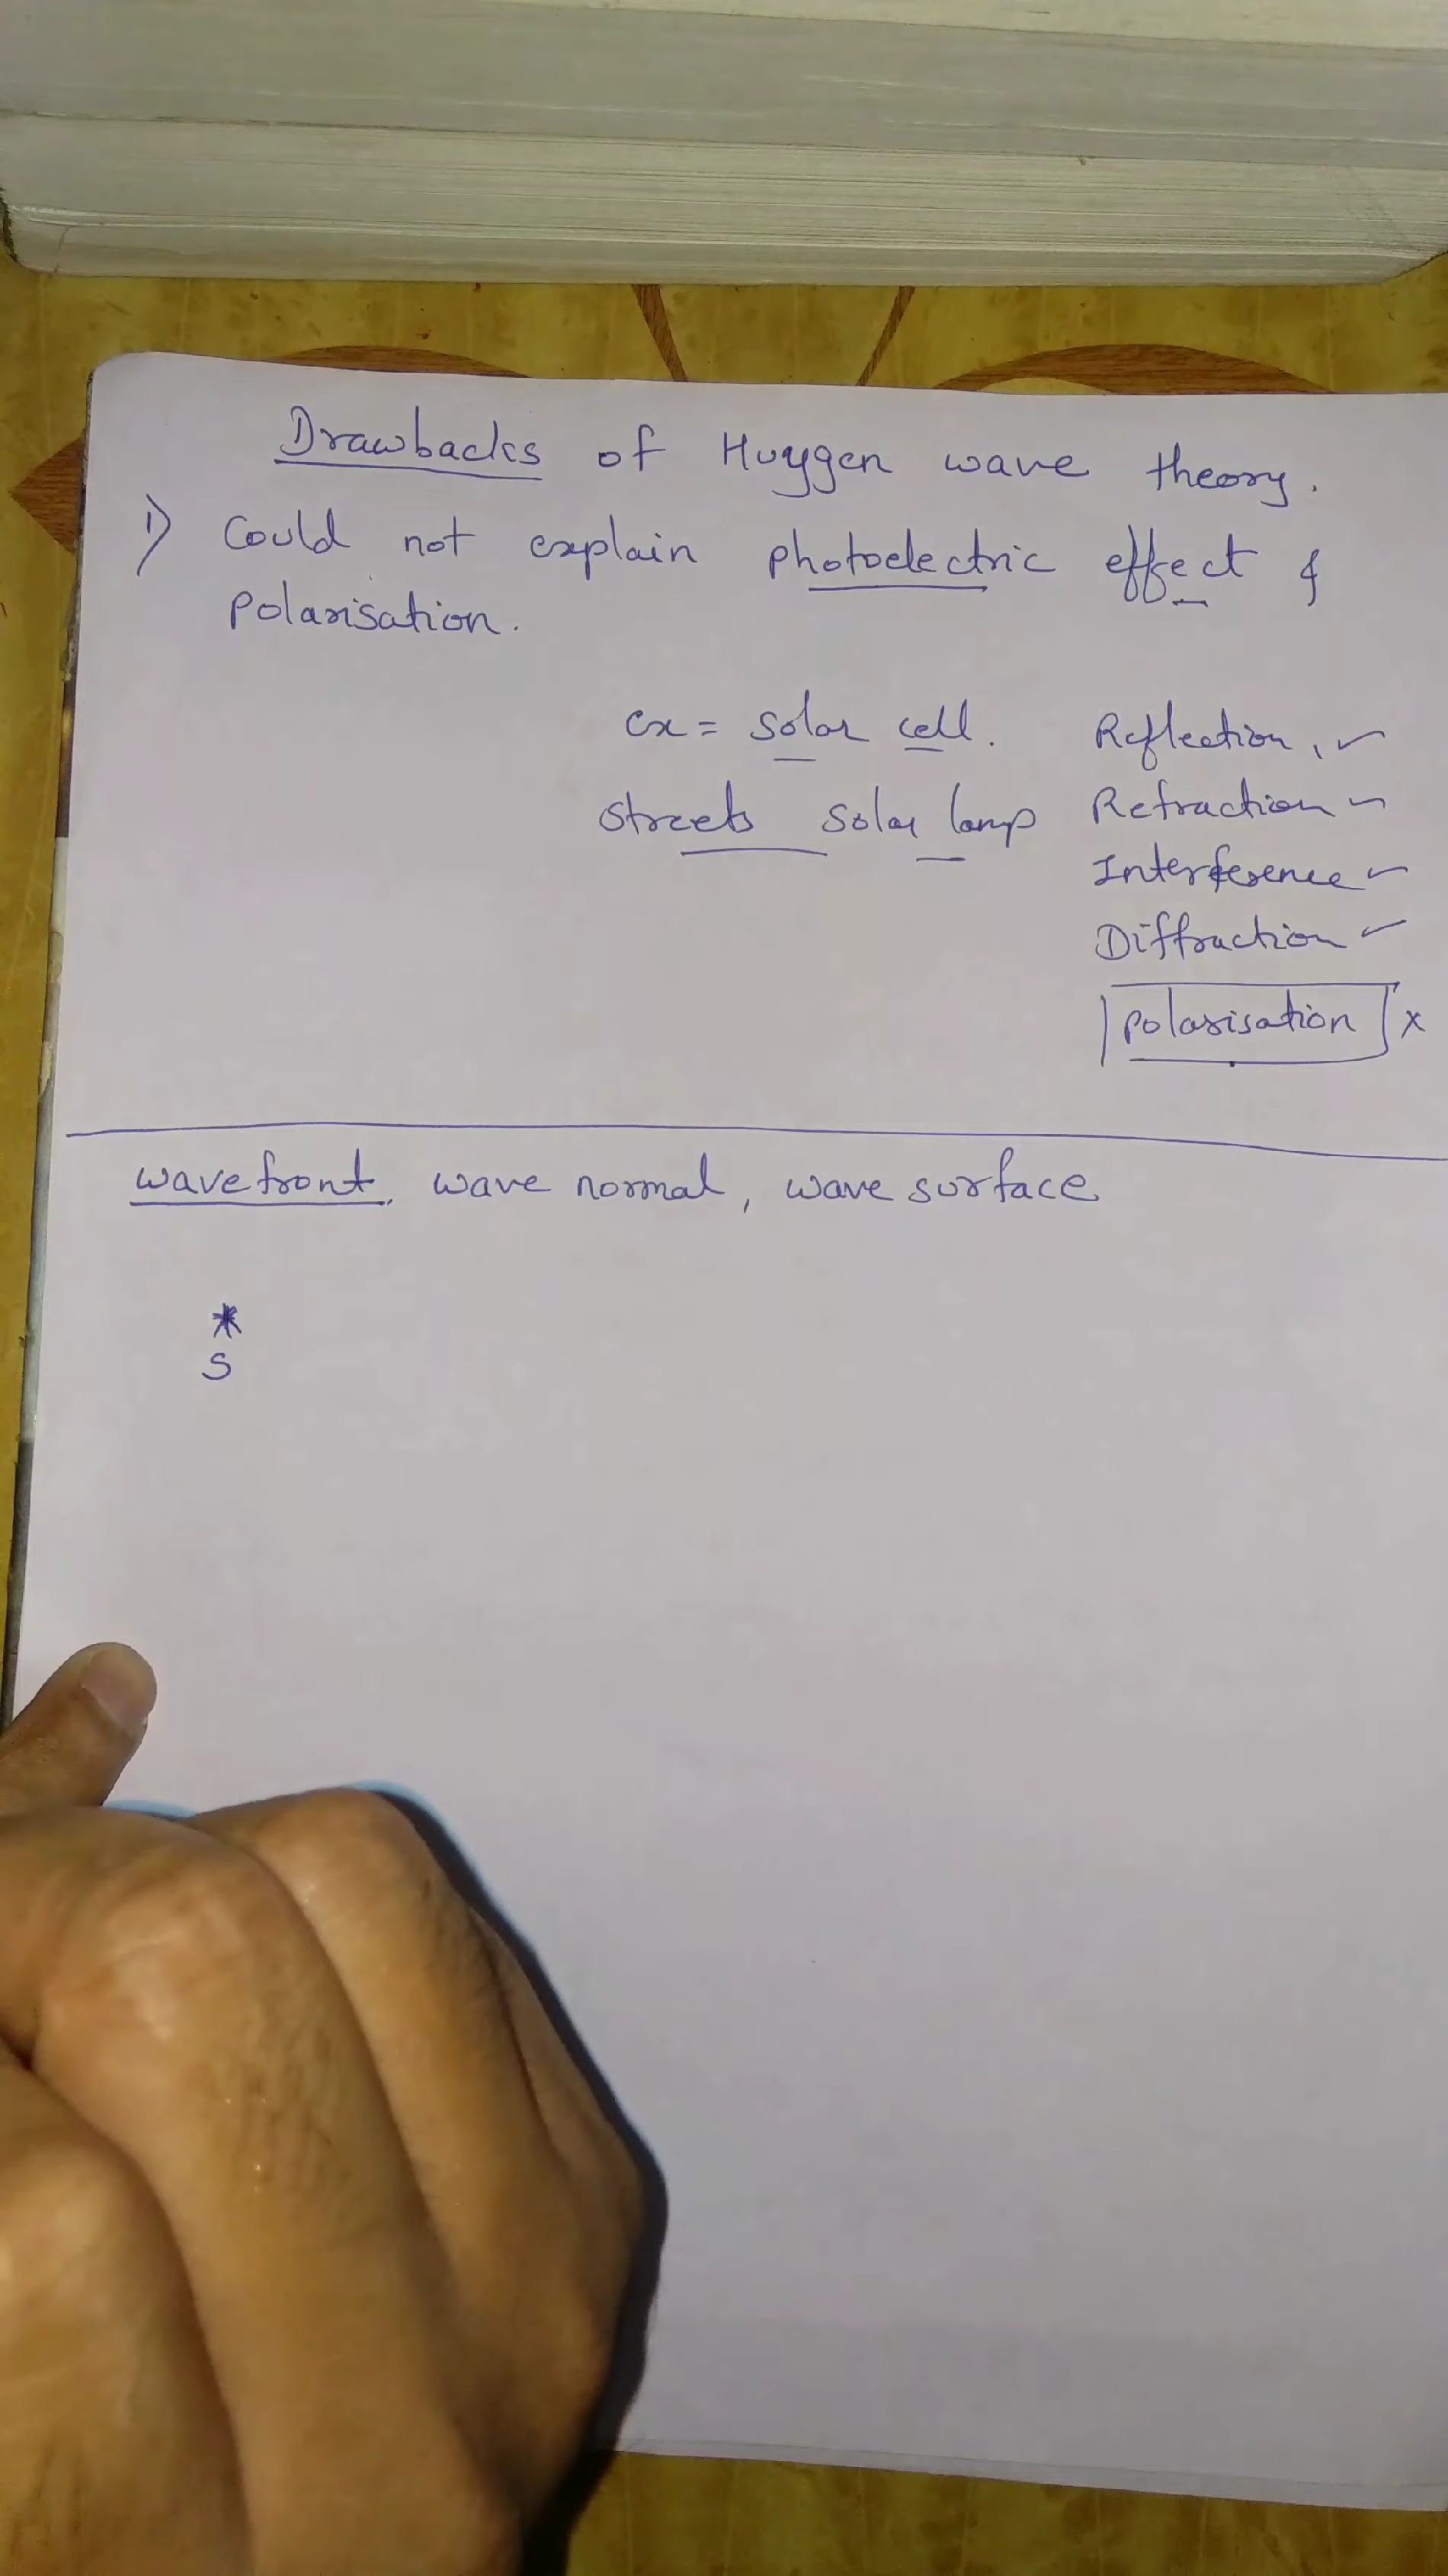 Drawbacks of Huygen wave theory.
1) Could not explain photoelectric effect &
Polarisation.
ex = solar cell.
streets solar lamp
Reflection, ✓
Refraction ✓
Interference ✓
Diffraction ✓
polarisation x
wavefront, wave normal, wave surface
*
S